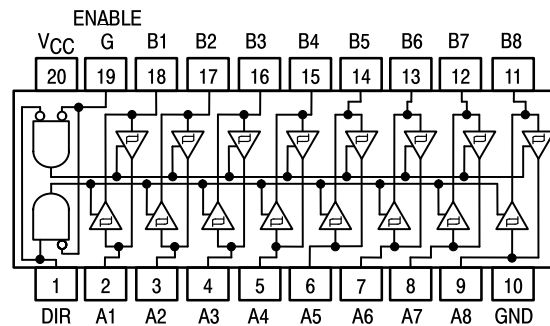 ENABLE
VCC G B1 B2 B3 B4 B5 B6 B7 B8
20 19 18 17 16 15 14 13 12 11
1 2 3 4 5 6 7 8 9 10
DIR A1 A2 A3 A4 A5 A6 A7 A8 GND